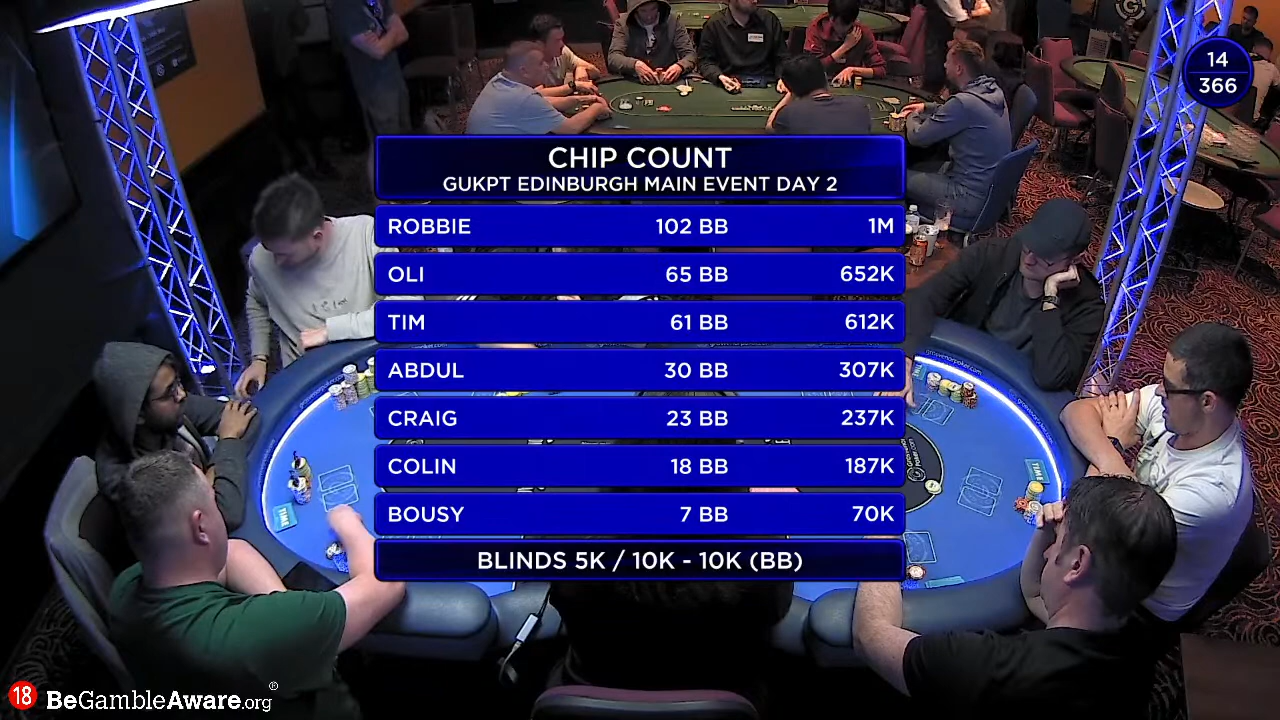 14
366
CHIP COUNT
GUKPT EDINBURGH MAIN EVENT DAY 2
ROBBIE 102 BB 1M
OLI 65 BB 652K
TIM 61 BB 612K
ABDUL 30 BB 307K
CRAIG 23 BB 237K
COLIN 18 BB 187K
BOUSY 7 BB 70K
BLINDS 5K / 10K - 10K (BB)
TIME
TIME
18 BeGambleAware.org®